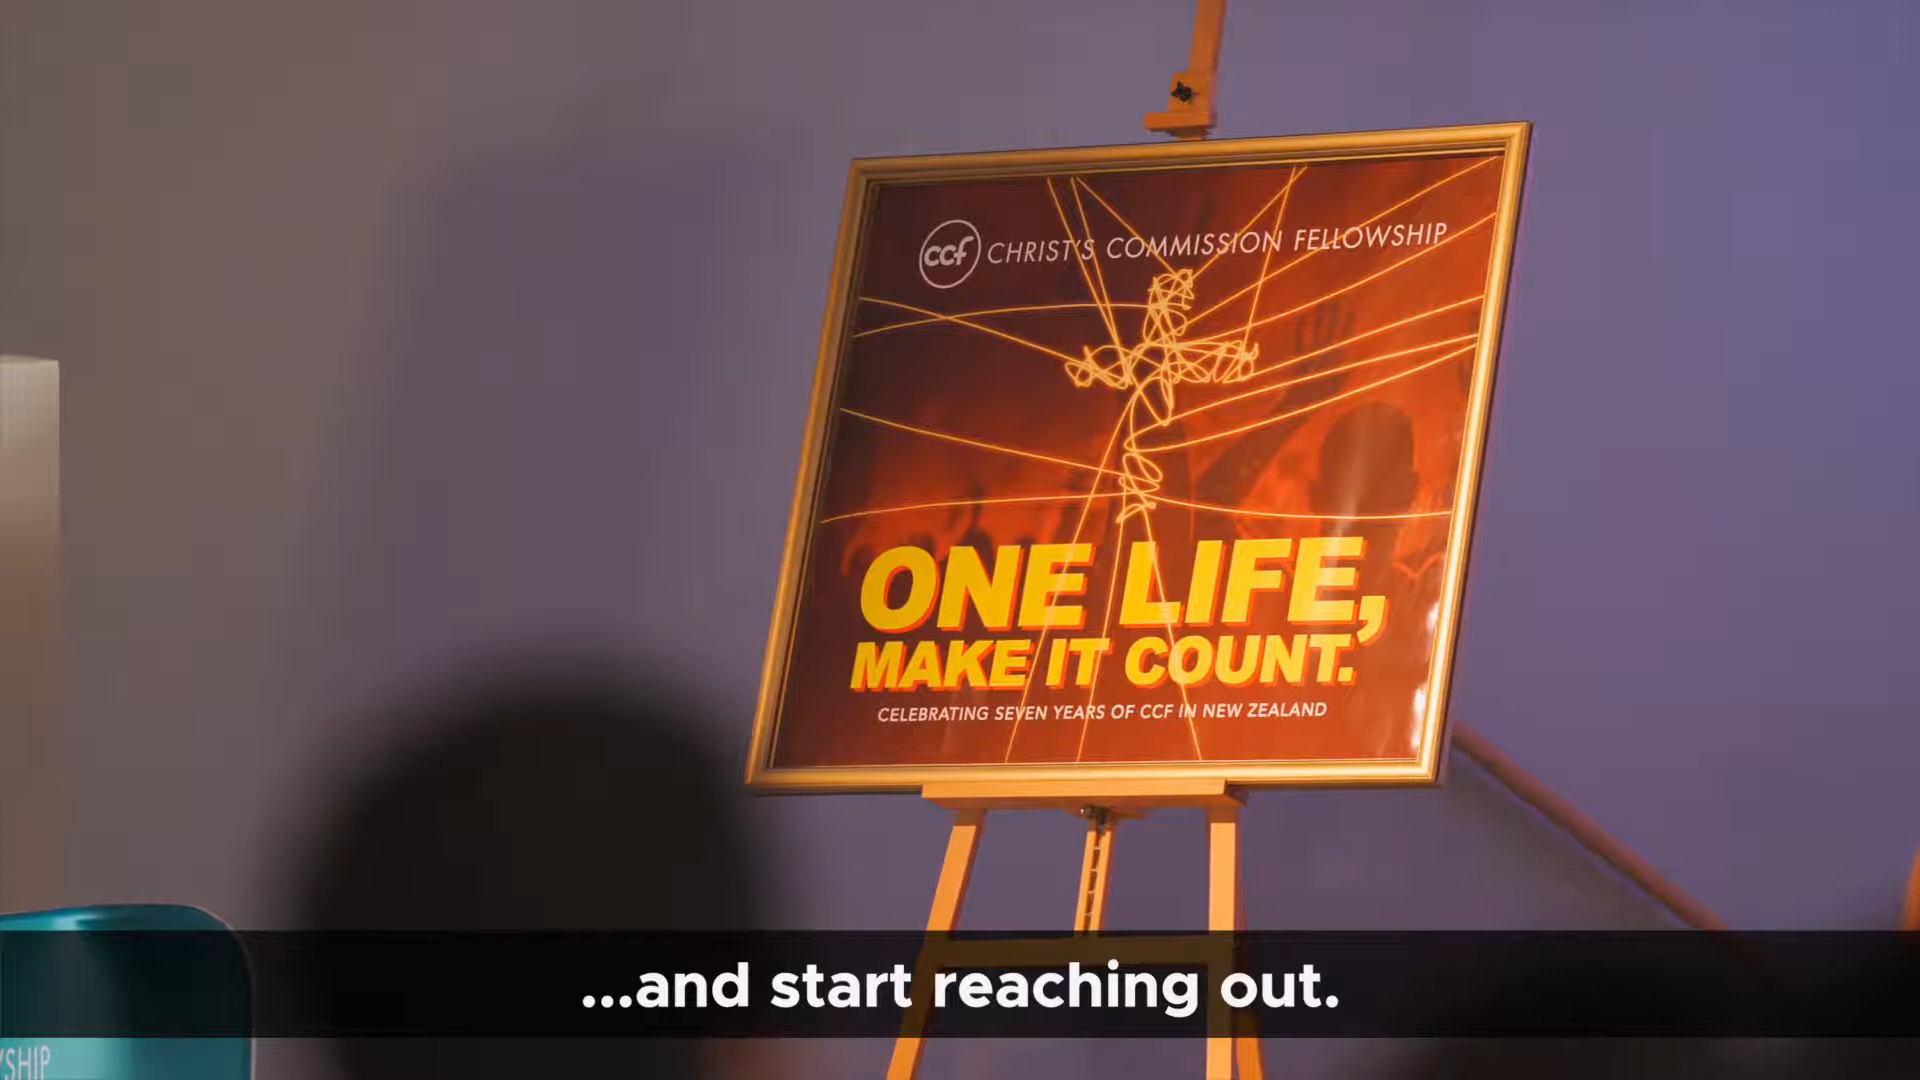 ccf CHRIST'S COMMISSION FELLOWSHIP
ONE LIFE,
MAKE IT COUNT.
CELEBRATING SEVEN YEARS OF CCF IN NEW ZEALAND
...and start reaching out.